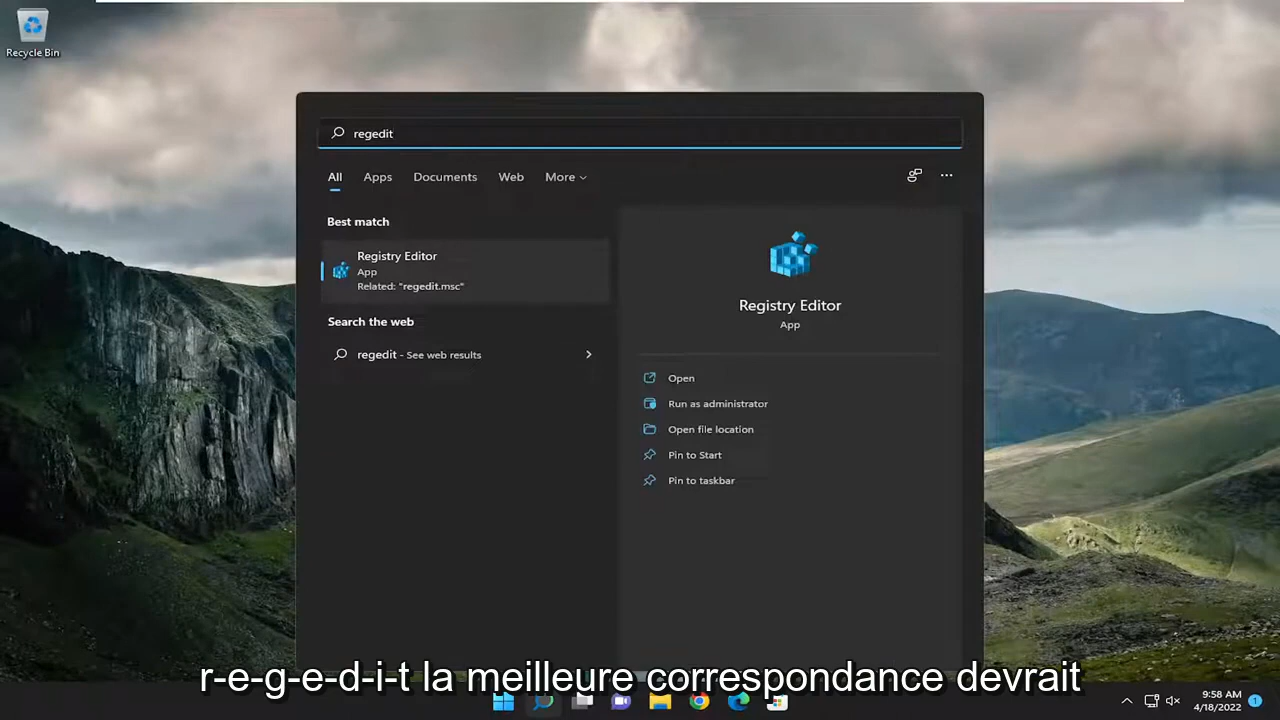 Recycle Bin
regedit
All Apps Documents Web More
Best match
Registry Editor
App
Related: "regedit.msc"
Search the web
regedit - See web results
Registry Editor
App
Open
Run as administrator
Open file location
Pin to Start
Pin to taskbar
r-e-g-e-d-i-t la meilleure correspondance devrait
9:58 AM
4/18/2022
1